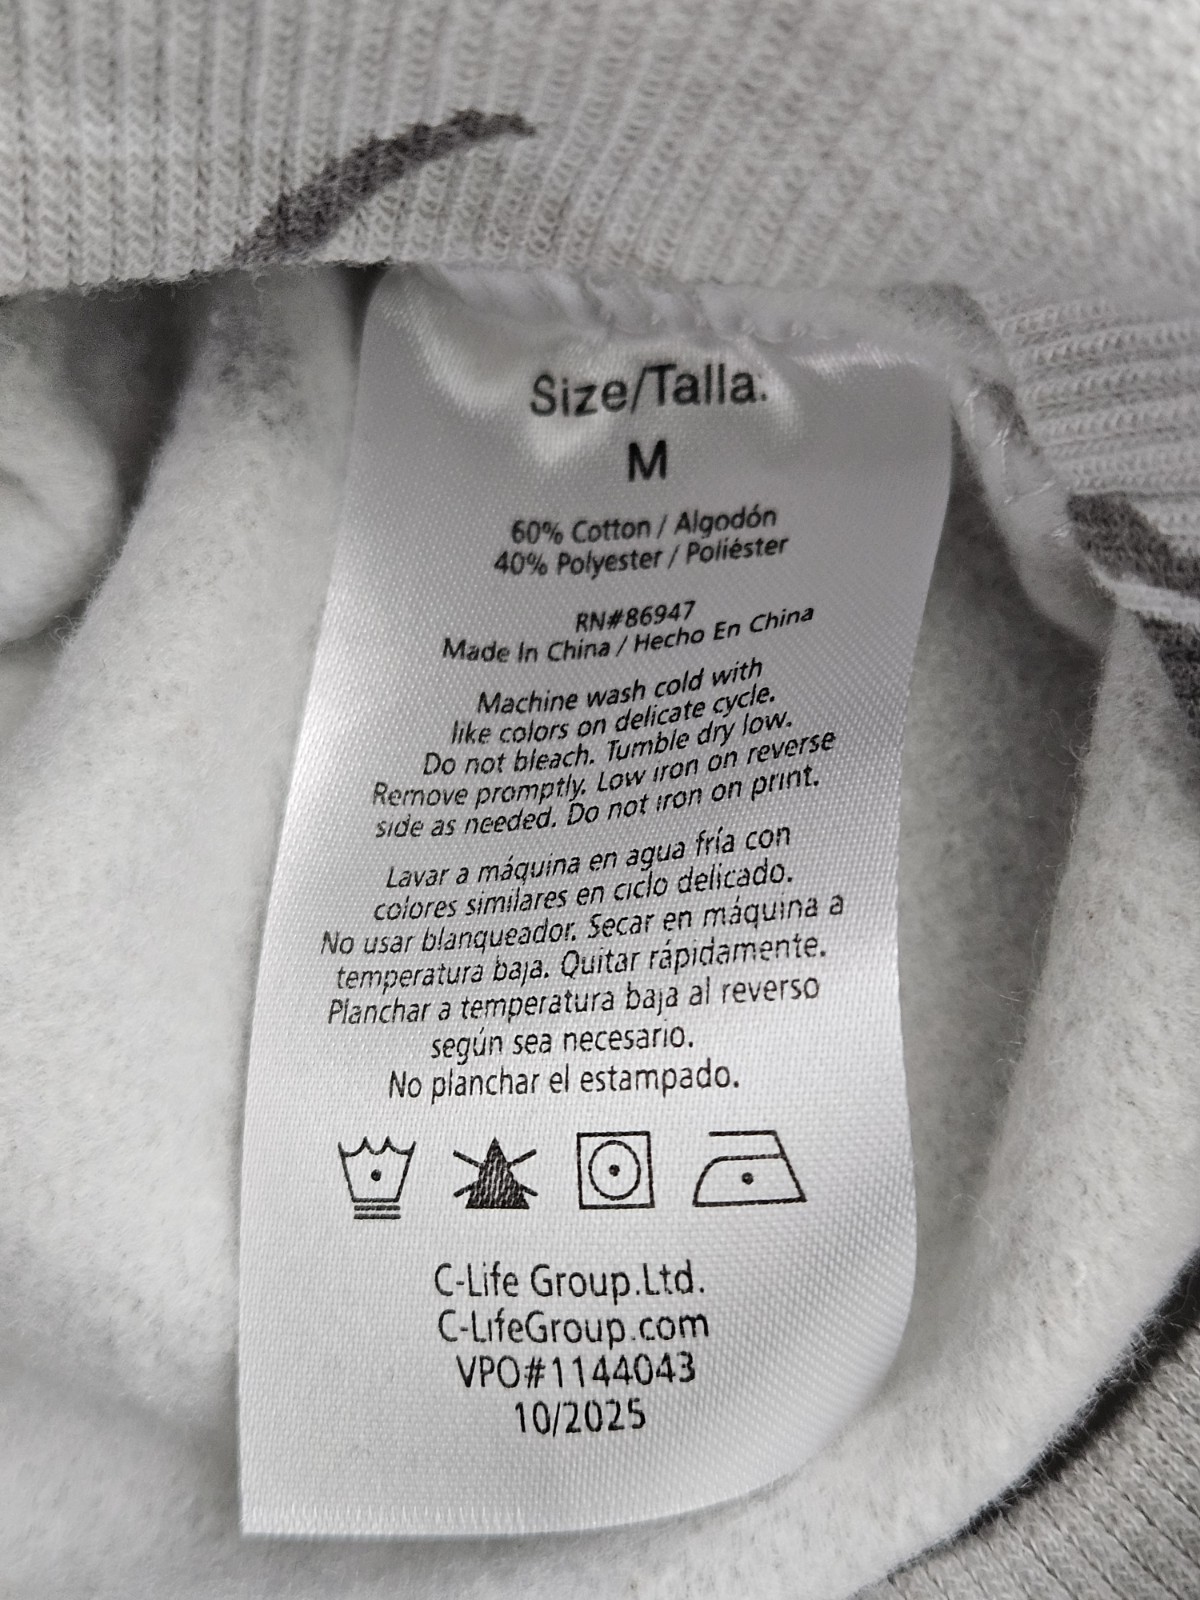 Size/Talla:
M
60% Cotton / Algodón
40% Polyester / Poliéster
RN#86947
Made In China / Hecho En China
Machine wash cold with
like colors on delicate cycle.
Do not bleach. Tumble dry low.
Remove promptly. Low iron on reverse
side as needed. Do not iron on print.
Lavar a máquina en agua fría con
colores similares en ciclo delicado.
No usar blanqueador. Secar en máquina a
temperatura baja. Quitar rápidamente.
Planchar a temperatura baja al reverso
según sea necesario.
No planchar el estampado.
C-Life Group.Ltd.
C-LifeGroup.com
VPO#1144043
10/2025